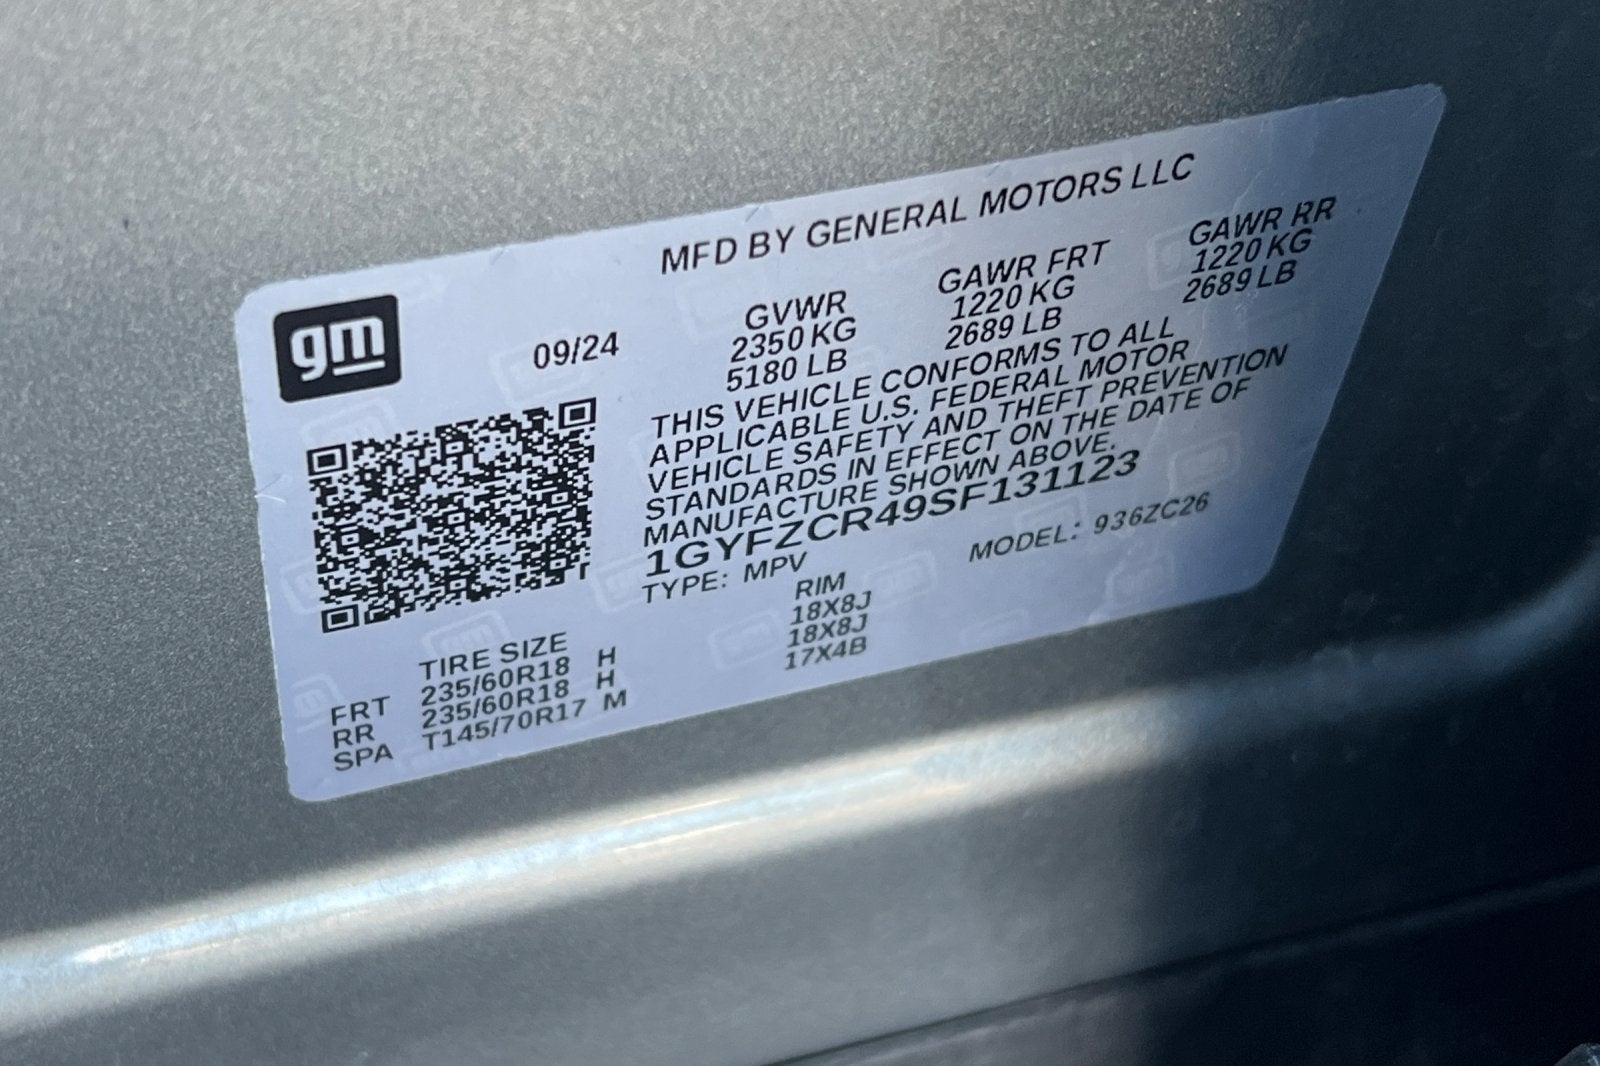 MFD BY GENERAL MOTORS LLC
gm
09/24
GVWR GAWR FRT GAWR RR
2350 KG 1220 KG 1220 KG
5180 LB 2689 LB 2689 LB
THIS VEHICLE CONFORMS TO ALL
APPLICABLE U.S. FEDERAL MOTOR
VEHICLE SAFETY AND THEFT PREVENTION
STANDARDS IN EFFECT ON THE DATE OF
MANUFACTURE SHOWN ABOVE.
1GYFZCR49SF131123
TYPE: MPV MODEL: 936ZC26
TIRE SIZE RIM
FRT 235/60R18 H 18X8J
RR 235/60R18 H 18X8J
SPA T145/70R17 M 17X4B